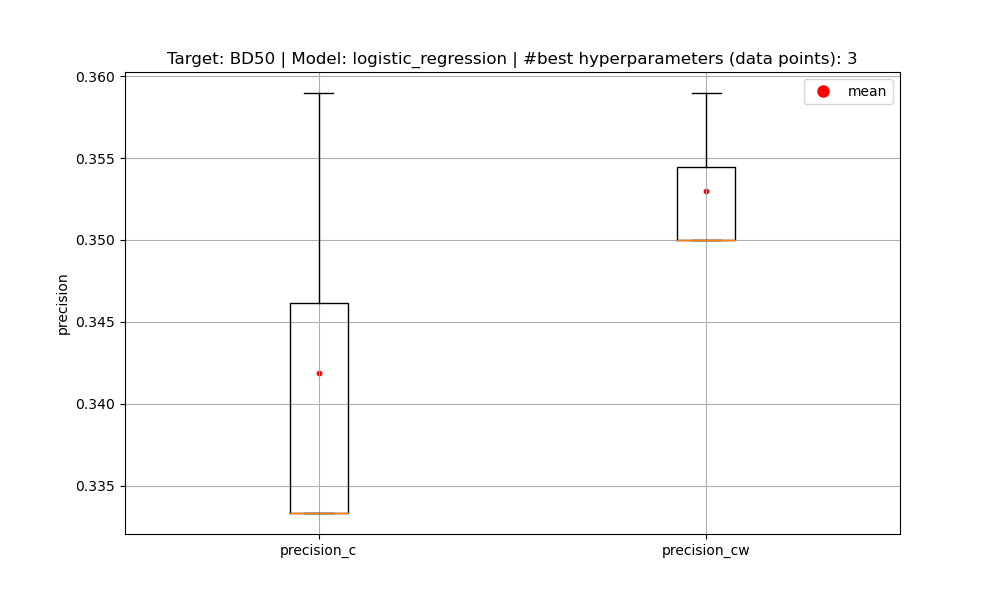 Target: BD50 | Model: logistic_regression | #best hyperparameters (data points): 3
mean
precision
0.360
0.355
0.350
0.345
0.340
0.335
precision_c
precision_cw